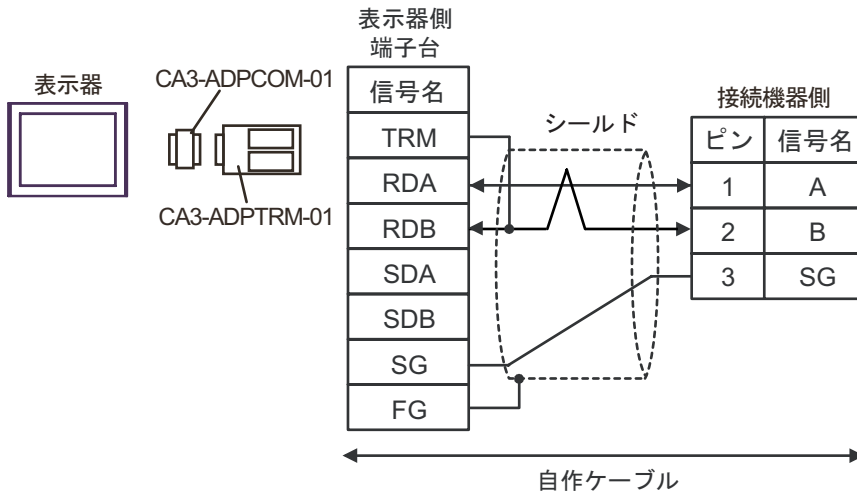 表示器側
端子台
表示器
CA3-ADPCOM-01
CA3-ADPTRM-01
信号名
TRM
RDA
RDB
SDA
SDB
SG
FG
シールド
接続機器側
ピン 信号名
1 A
2 B
3 SG
自作ケーブル